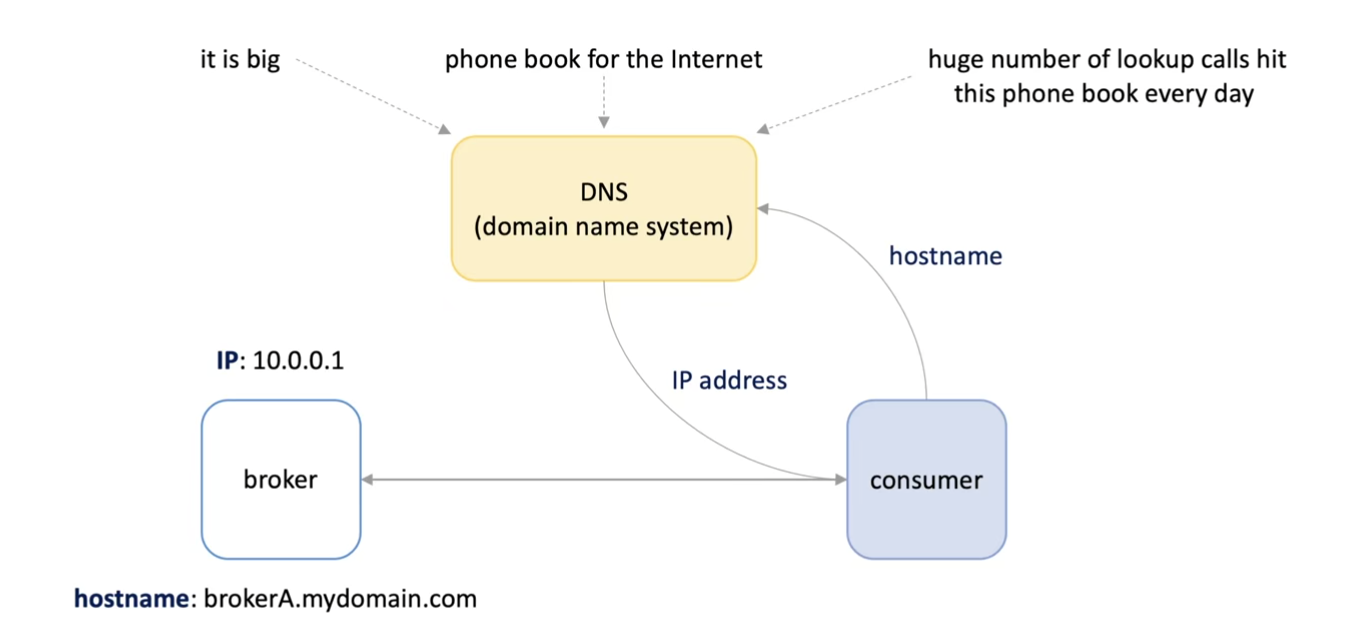 it is big
phone book for the Internet
huge number of lookup calls hit
this phone book every day
DNS
(domain name system)
hostname
IP: 10.0.0.1
IP address
broker
consumer
hostname: brokerA.mydomain.com